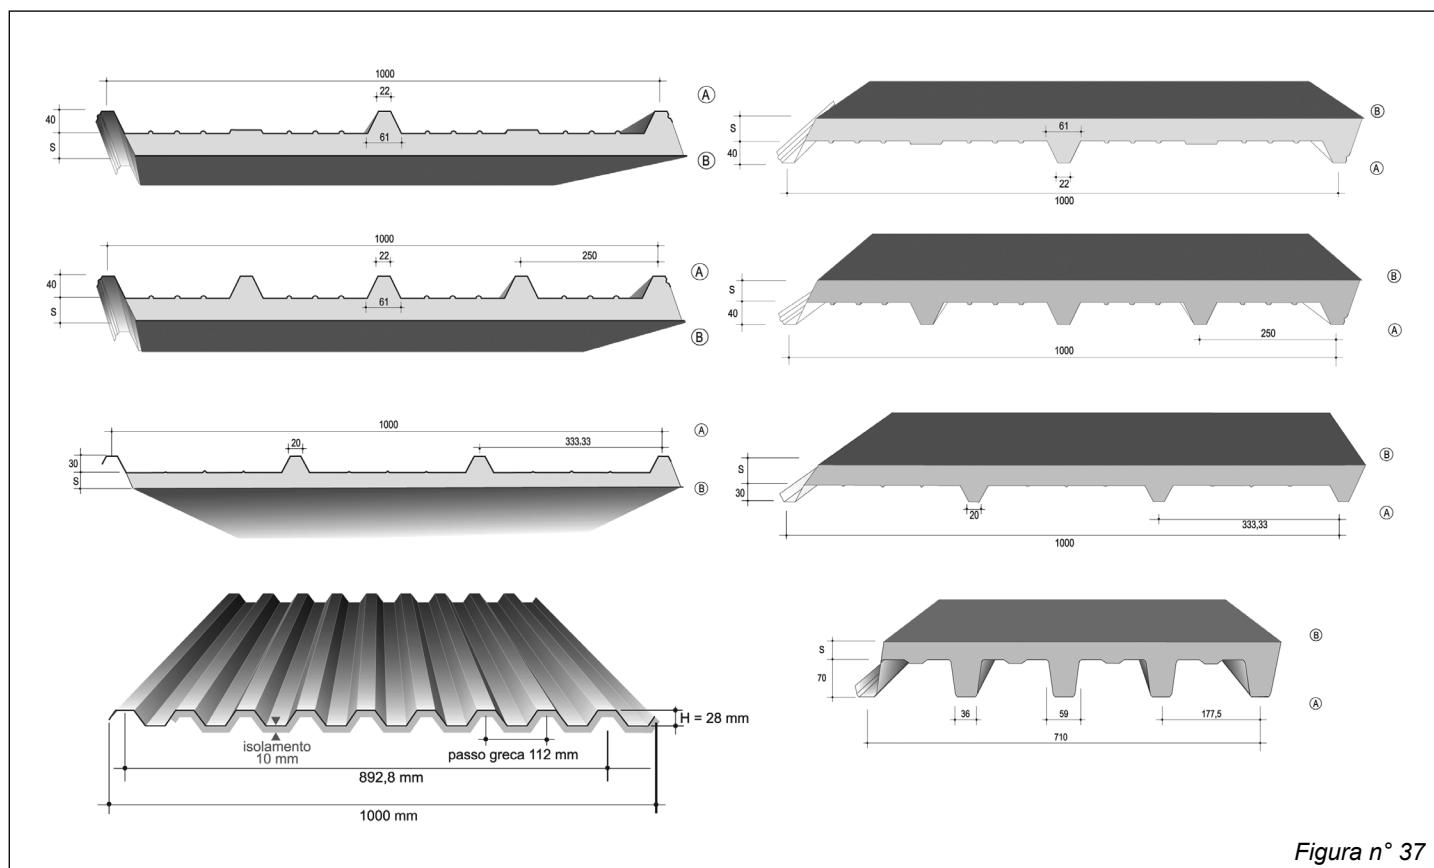 1000
22
A
40
61
S
B
B
61
S
40
A
22
1000
1000
22
250
A
40
61
S
B
B
S
40
A
250
1000
1000
A
20
333,33
30
S
B
B
S
30
20
A
333,33
1000
H = 28 mm
isolamento
10 mm
passo greca 112 mm
892,8 mm
1000 mm
B
S
70
A
36
59
177,5
710
Figura n° 37